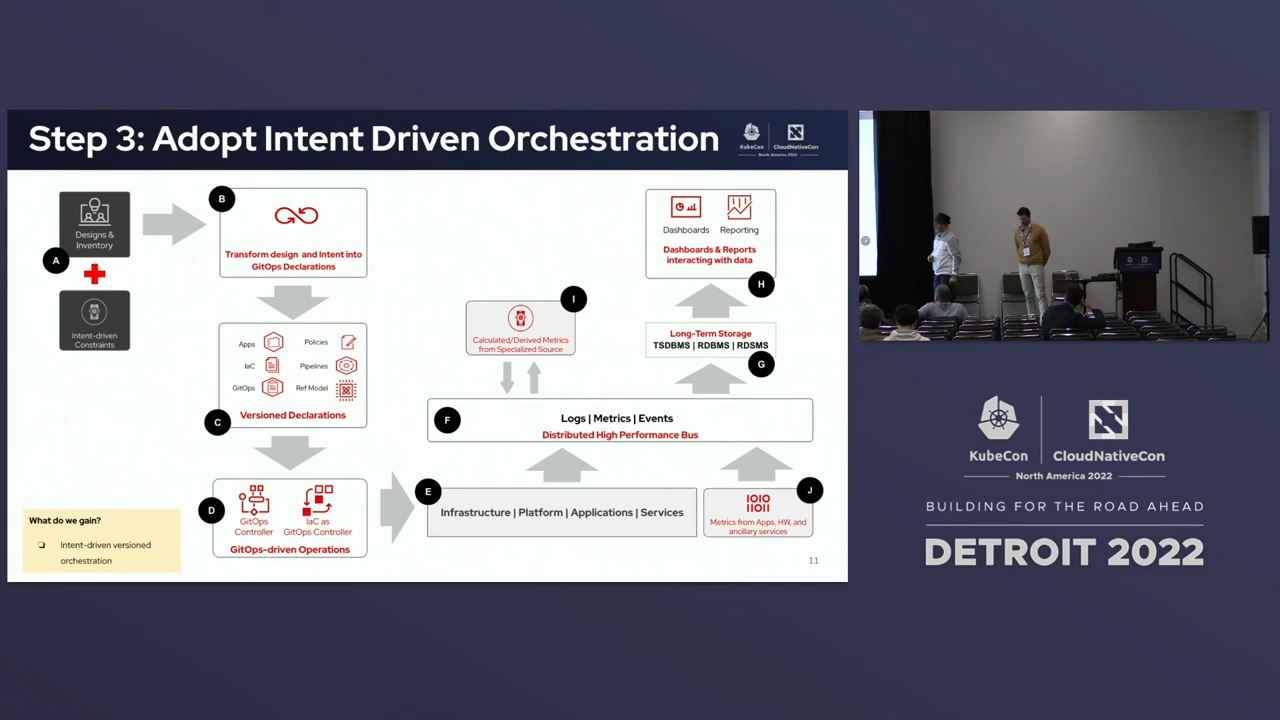 Step 3: Adopt Intent Driven Orchestration
KubeCon
CloudNativeCon
North America 2022
A
Designs &
Inventory
Intent-driven
Constraints
B
Transform design and Intent into
GitOps Declarations
Apps
Policies
IaC
Pipelines
GitOps
Ref Model
Versioned Declarations
C
D
GitOps
Controller
IaC as
GitOps Controller
GitOps-driven Operations
E
Infrastructure | Platform | Applications | Services
J
Metrics from Apps, HW, and
ancillary services
F
Logs | Metrics | Events
Distributed High Performance Bus
I
Calculated/Derived Metrics
from Specialized Source
Long-Term Storage
TSDBMS | RDBMS | RDSMS
G
Dashboards
Reporting
Dashboards & Reports
interacting with data
H
What do we gain?
Intent-driven versioned
orchestration
11
KubeCon
CloudNativeCon
North America 2022
BUILDING FOR THE ROAD AHEAD
DETROIT 2022